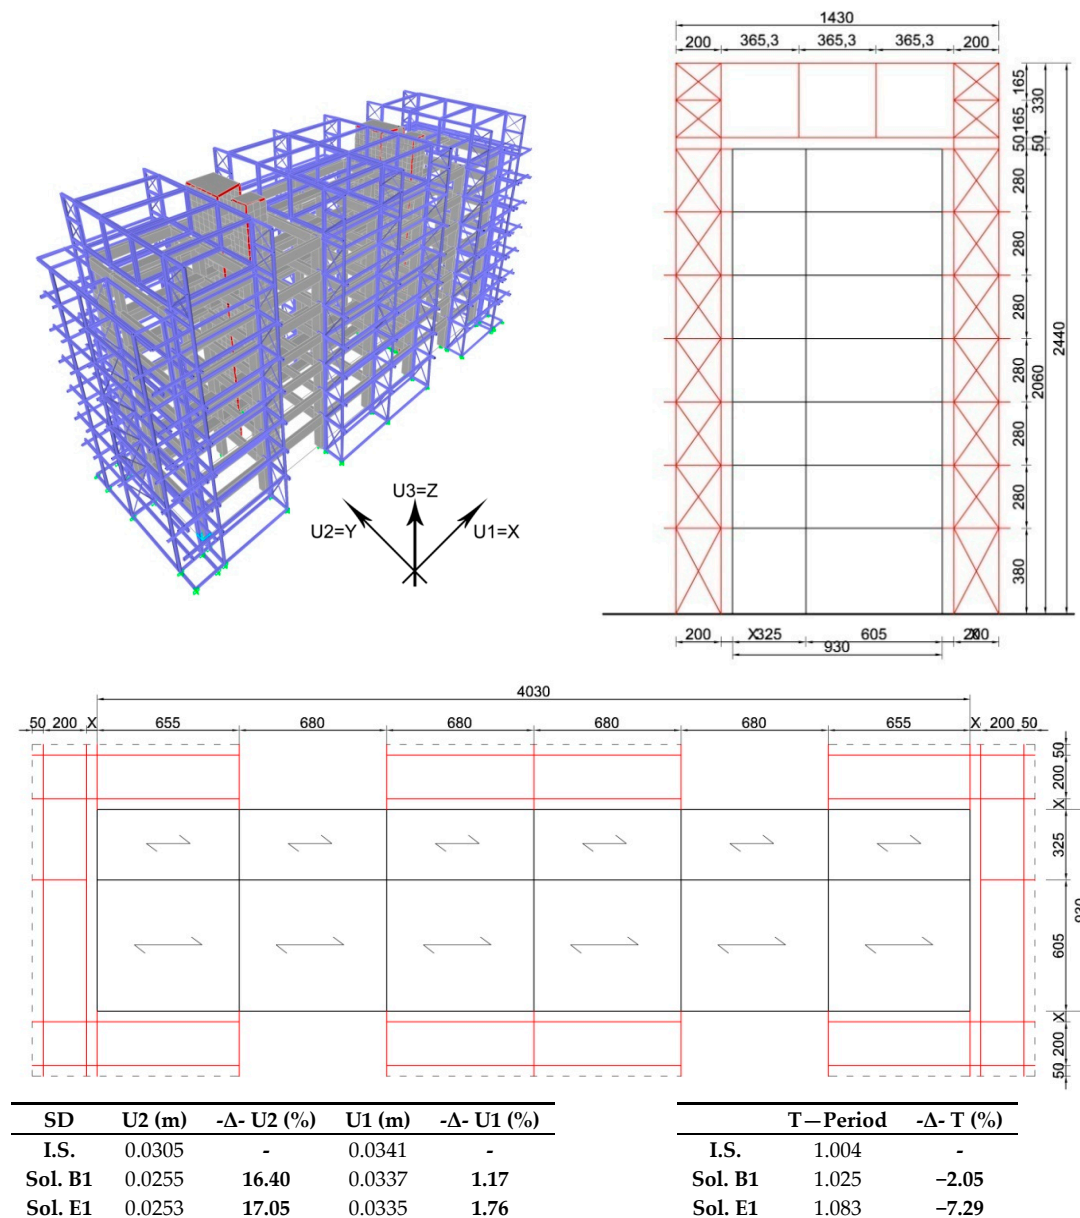 U3=Z
U2=Y
U1=X
1430
200 365,3 365,3 365,3 200
165
165
330
50
50
280
280
280
280
280
280
380
2060
2440
200 X 325 605 X 200
930
4030
50 200 X 655 680 680 680 680 655 X 200 50
50
200
X
325
605
930
X
200
50
SD U2 (m) -Δ- U2 (%) U1 (m) -Δ- U1 (%)
I.S. 0.0305 - 0.0341 -
Sol. B1 0.0255 16.40 0.0337 1.17
Sol. E1 0.0253 17.05 0.0335 1.76
T—Period -Δ- T (%)
I.S. 1.004 -
Sol. B1 1.025 −2.05
Sol. E1 1.083 −7.29